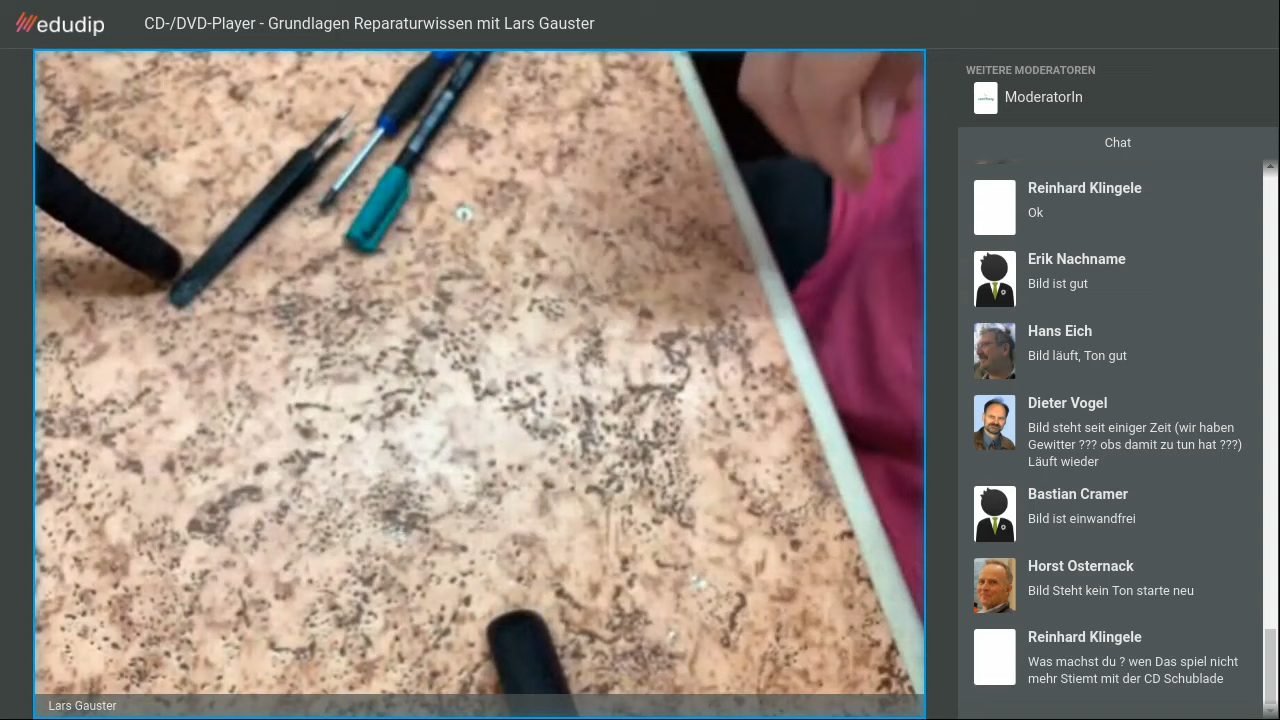 edudip
CD-/DVD-Player - Grundlagen Reparaturwissen mit Lars Gauster
WEITERE MODERATOREN
ModeratorIn
Chat
Reinhard Klingele
Ok
Erik Nachname
Bild ist gut
Hans Eich
Bild läuft, Ton gut
Dieter Vogel
Bild steht seit einiger Zeit (wir haben
Gewitter ??? obs damit zu tun hat ???)
Läuft wieder
Bastian Cramer
Bild ist einwandfrei
Horst Osternack
Bild Steht kein Ton starte neu
Reinhard Klingele
Was machst du ? wen Das spiel nicht
mehr Stiemt mit der CD Schublade
Lars Gauster